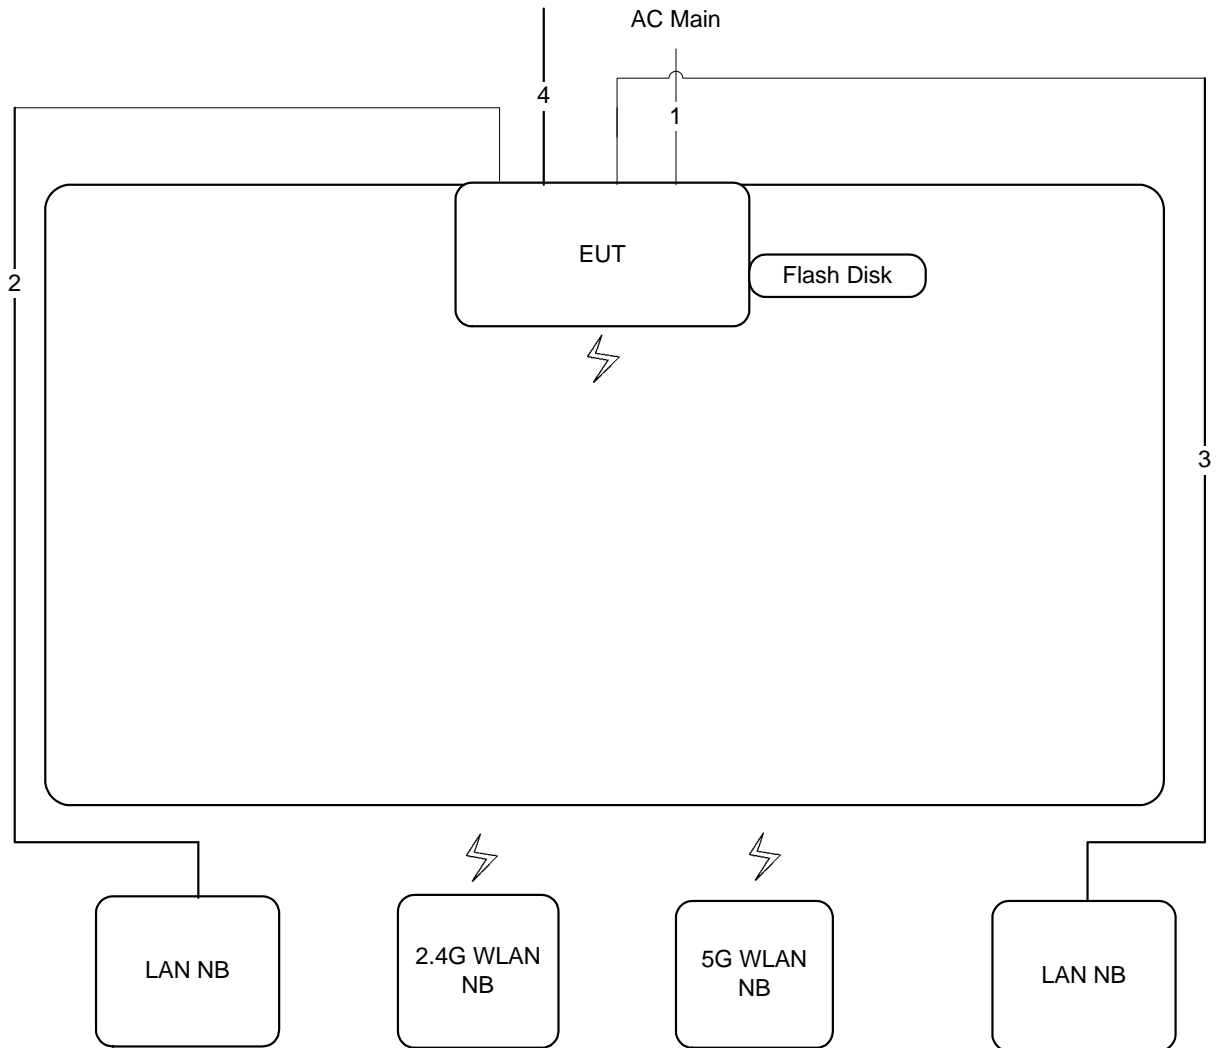 AC Main
4
1
EUT
Flash Disk
2
3
LAN NB
2.4G WLAN
NB
5G WLAN
NB
LAN NB